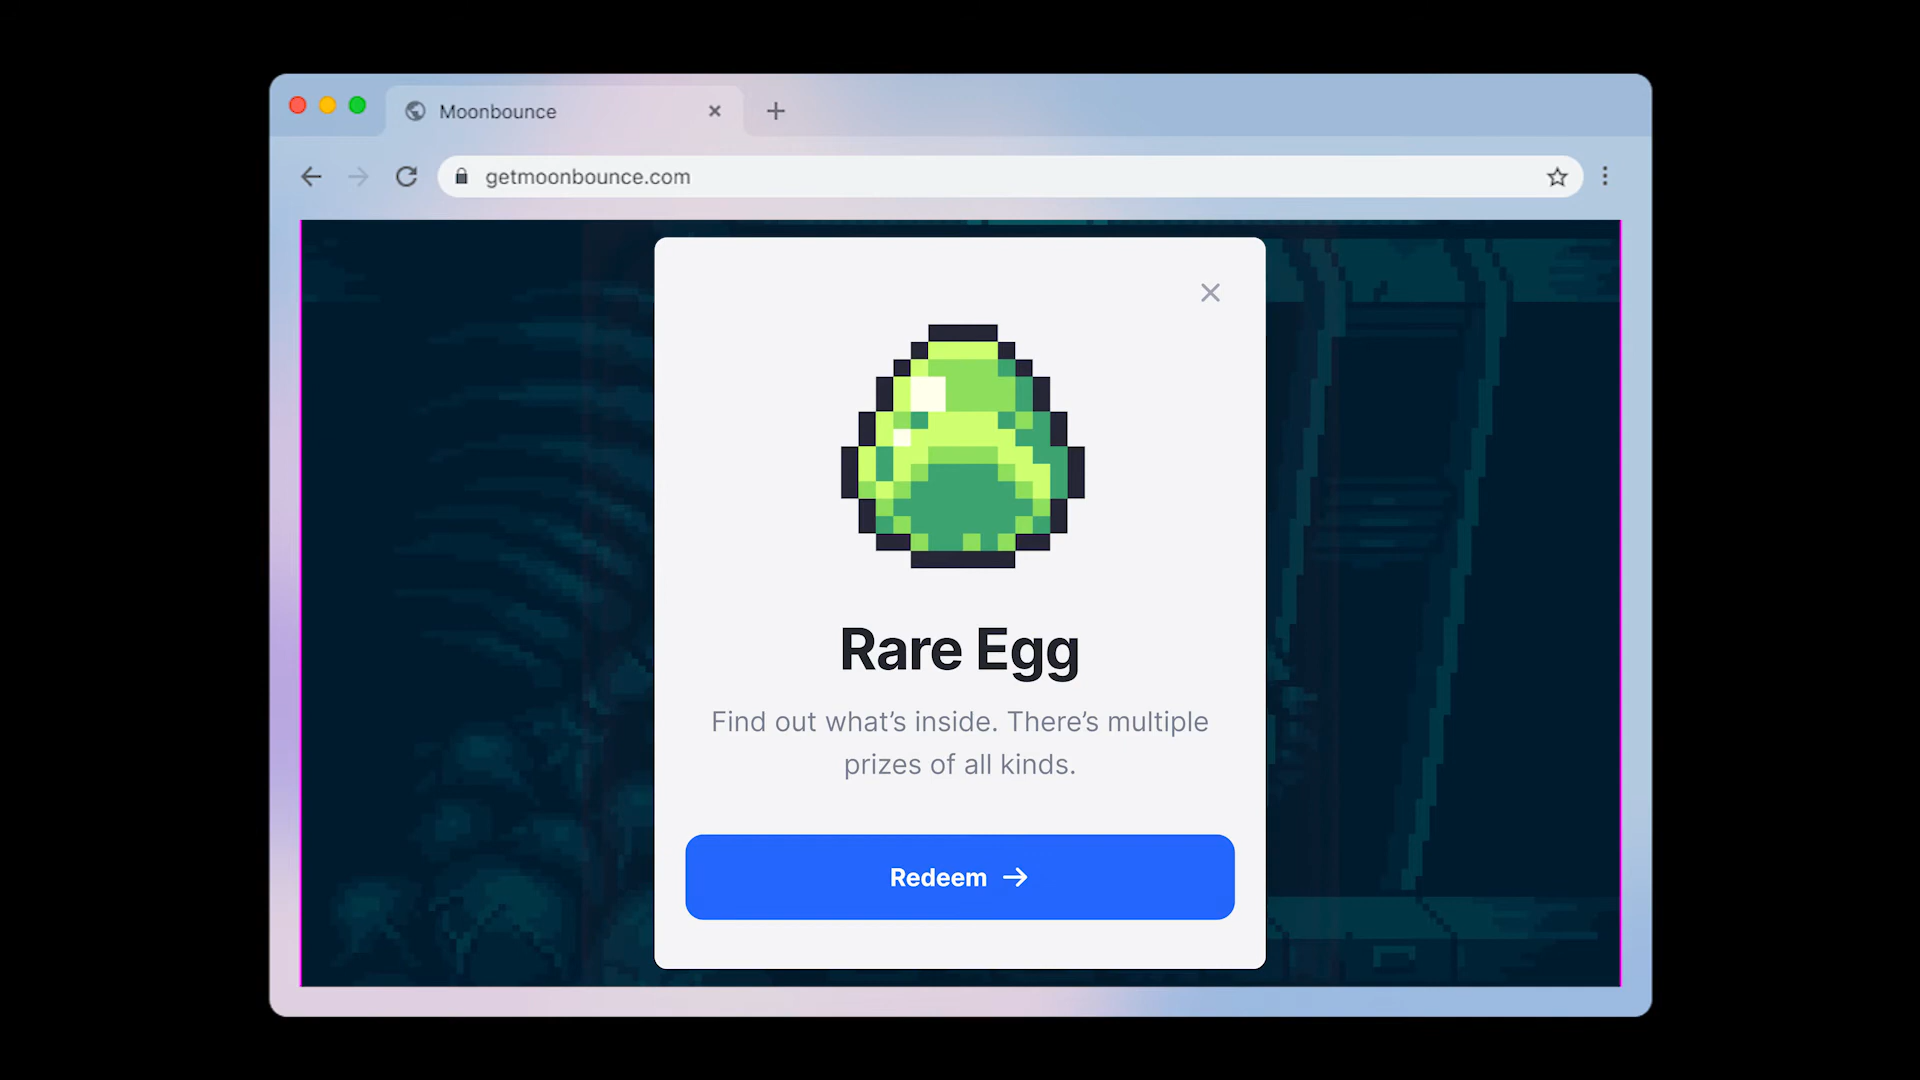 Moonbounce
getmoonbounce.com
Rare Egg
Find out what’s inside. There’s multiple
prizes of all kinds.
Redeem